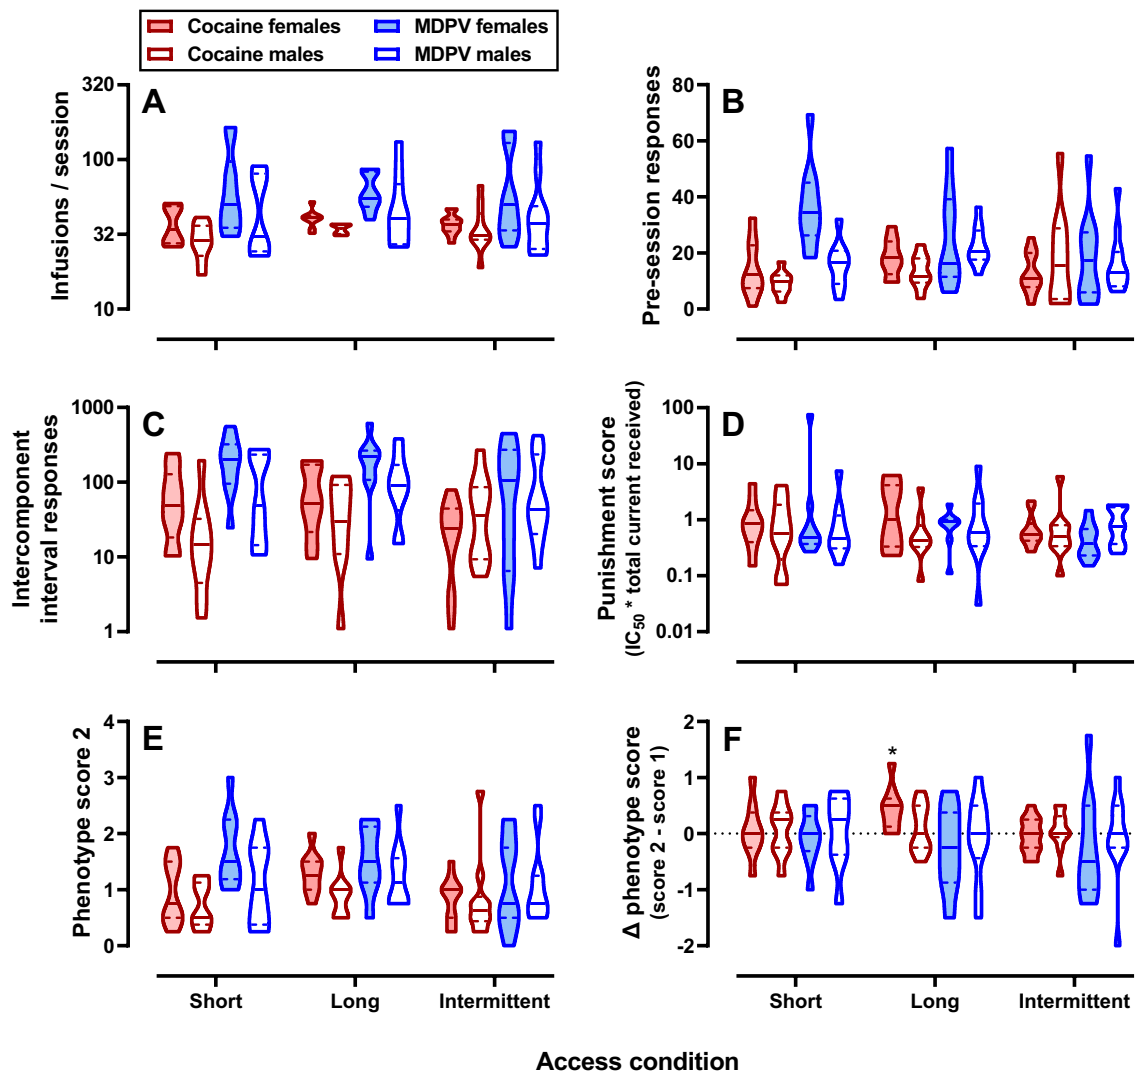 Cocaine females
MDPV females
Cocaine males
MDPV males
A
Infusions / session
320
100
32
10
B
Pre-session responses
80
60
40
20
0
C
Intercomponent
interval responses
1000
100
10
1
D
Punishment score
(IC50 * total current received)
100
10
1
0.1
0.01
E
Phenotype score 2
4
3
2
1
0
Short
Long
Intermittent
F
Δ phenotype score
(score 2 - score 1)
2
1
0
-1
-2
*
Short
Long
Intermittent
Access condition